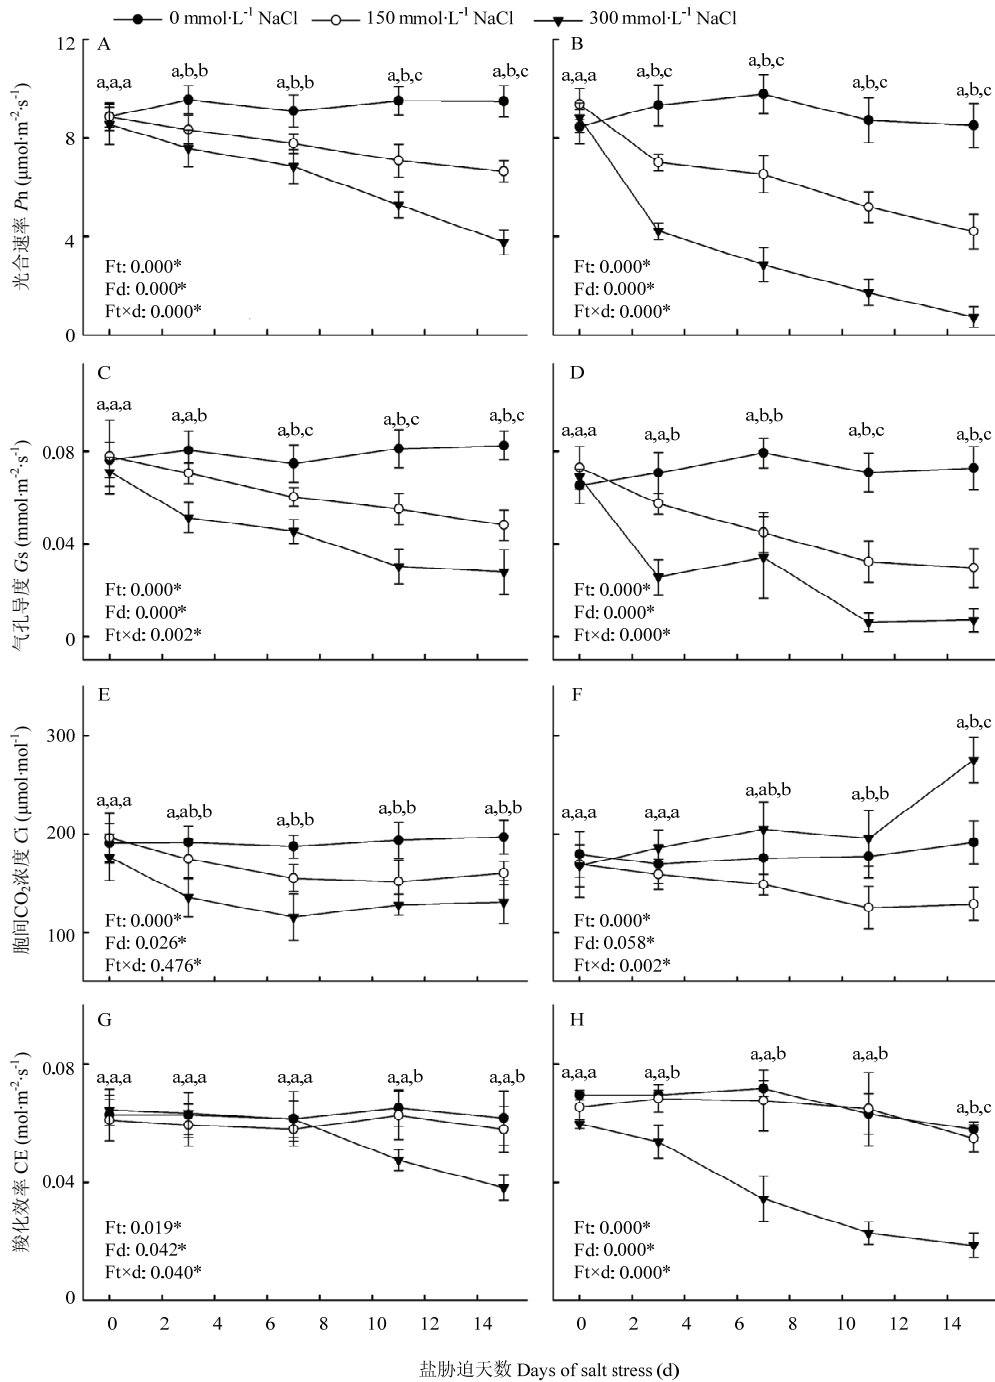 0 mmol·L⁻¹ NaCl 150 mmol·L⁻¹ NaCl 300 mmol·L⁻¹ NaCl
光合速率 Pn (μmol·m⁻²·s⁻¹)
12
8
4
0
A
a,a,a a,b,b a,b,b a,b,c a,b,c
Ft: 0.000*
Fd: 0.000*
Ft×d: 0.000*
B
a,a,a a,b,c a,b,c a,b,c a,b,c
Ft: 0.000*
Fd: 0.000*
Ft×d: 0.000*
气孔导度 Gs (mmol·m⁻²·s⁻¹)
0.08
0.04
0
C
a,a,a a,a,b a,b,c a,b,c a,b,c
Ft: 0.000*
Fd: 0.000*
Ft×d: 0.002*
D
a,a,a a,a,b a,b,b a,b,c a,b,c
Ft: 0.000*
Fd: 0.000*
Ft×d: 0.000*
胞间CO₂浓度 Ci (μmol·mol⁻¹)
300
200
100
E
a,a,a a,ab,b a,b,b a,b,b a,b,b
Ft: 0.000*
Fd: 0.026*
Ft×d: 0.476*
F
a,a,a a,a,a a,ab,b a,b,b a,b,c
Ft: 0.000*
Fd: 0.058*
Ft×d: 0.002*
羧化效率 CE (mol·m⁻²·s⁻¹)
0.08
0.04
0
G
a,a,a a,a,a a,a,a a,a,b a,a,b
Ft: 0.019*
Fd: 0.042*
Ft×d: 0.040*
H
a,a,a a,a,b a,a,b a,a,b a,b,c
Ft: 0.000*
Fd: 0.000*
Ft×d: 0.000*
0 2 4 6 8 10 12 14
0 2 4 6 8 10 12 14
盐胁迫天数 Days of salt stress (d)